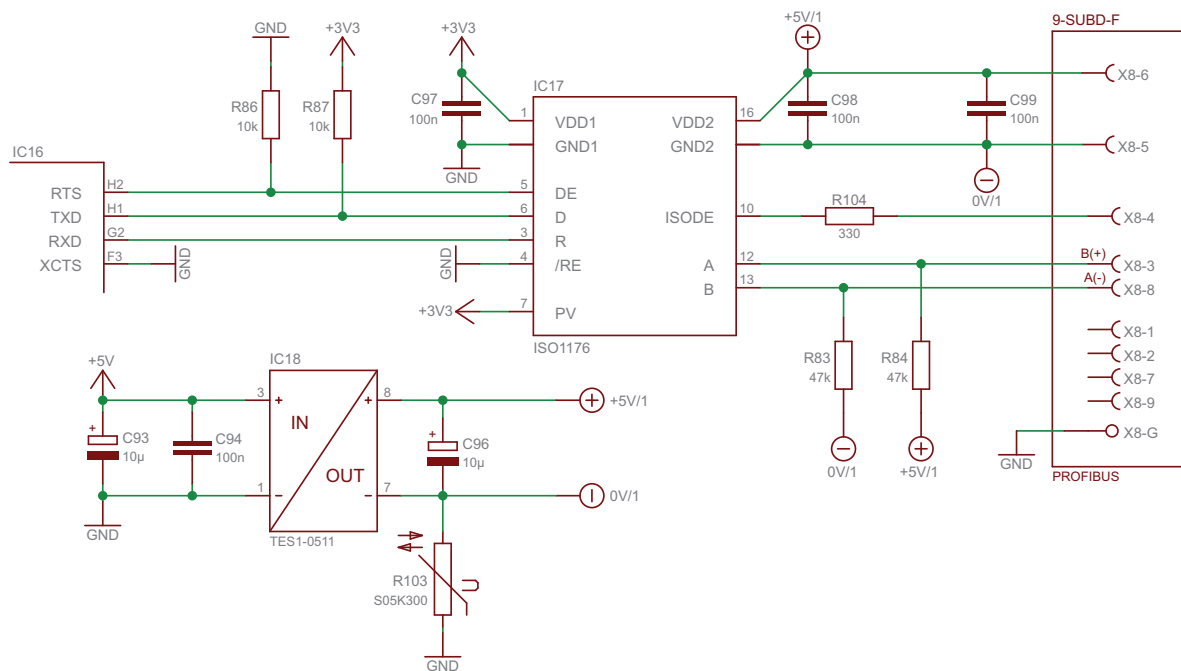 9-SUBD-F
+5V/1
GND
+3V3
+3V3
X8-6
IC17
R86
10k
R87
10k
C97
100n
1
VDD1
VDD2
16
C98
100n
C99
100n
GND1
GND2
X8-5
IC16
GND
RTS
H2
5
DE
0V/1
TXD
H1
6
D
ISODE
10
R104
330
X8-4
RXD
G2
3
R
XCTS
F3
GND
GND
4
/RE
A
12
B(+)
X8-3
B
13
A(-)
X8-8
+3V3
7
PV
X8-1
ISO1176
R83
47k
R84
47k
X8-2
X8-7
X8-9
+5V
IC18
3
+
IN
+
8
+5V/1
C93
+
10µ
C94
100n
C96
+
10µ
X8-G
0V/1
+5V/1
GND
PROFIBUS
OUT
1
−
−
7
0V/1
GND
TES1-0511
R103
S05K300
GND